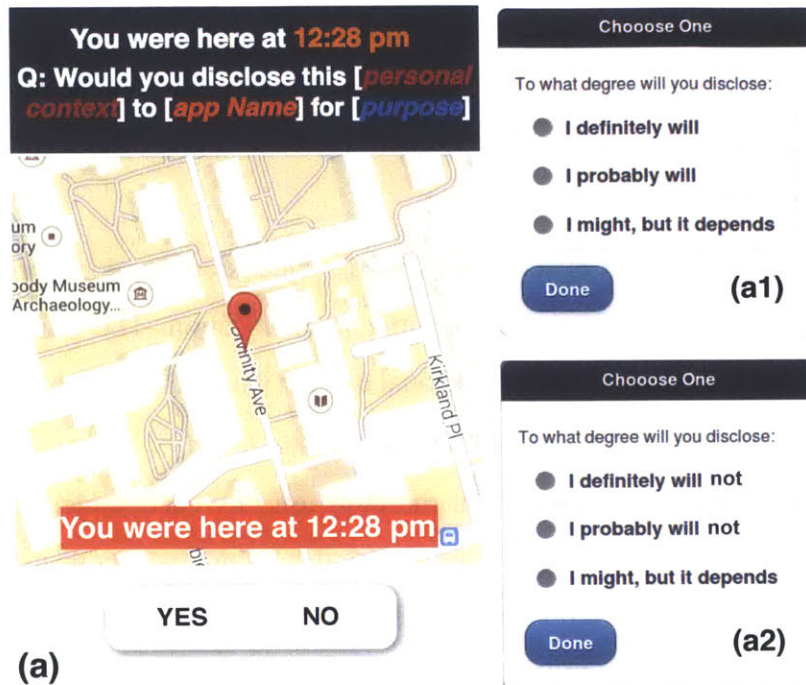 You were here at 12:28 pm
Q: Would you disclose this [personal
context] to [app Name] for [purpose]
um
ory
body Museum
Archaeology...
Divinity Ave
Kirkland Pl
You were here at 12:28 pm
bie
YES NO
(a)
Chooose One
To what degree will you disclose:
I definitely will
I probably will
I might, but it depends
Done
(a1)
Chooose One
To what degree will you disclose:
I definitely will not
I probably will not
I might, but it depends
Done
(a2)